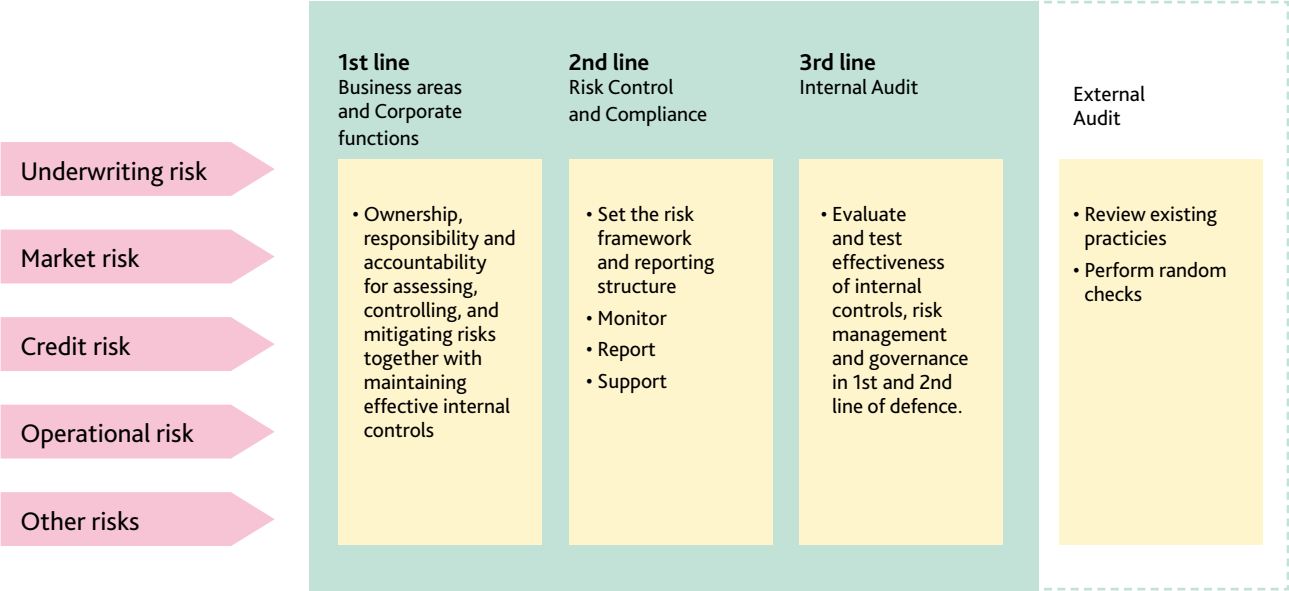 Underwriting risk
Market risk
Credit risk
Operational risk
Other risks
1st line
Business areas
and Corporate
functions
• Ownership,
responsibility and
accountability
for assessing,
controlling, and
mitigating risks
together with
maintaining
effective internal
controls
2nd line
Risk Control
and Compliance
• Set the risk
framework
and reporting
structure
• Monitor
• Report
• Support
3rd line
Internal Audit
• Evaluate
and test
effectiveness
of internal
controls, risk
management
and governance
in 1st and 2nd
line of defence.
External
Audit
• Review existing
practicies
• Perform random
checks